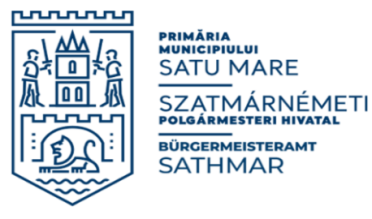 PRIMĂRIA
MUNICIPIULUI
SATU MARE
SZATMÁRNÉMETI
POLGÁRMESTERI HIVATAL
BÜRGERMEISTERAMT
SATHMAR